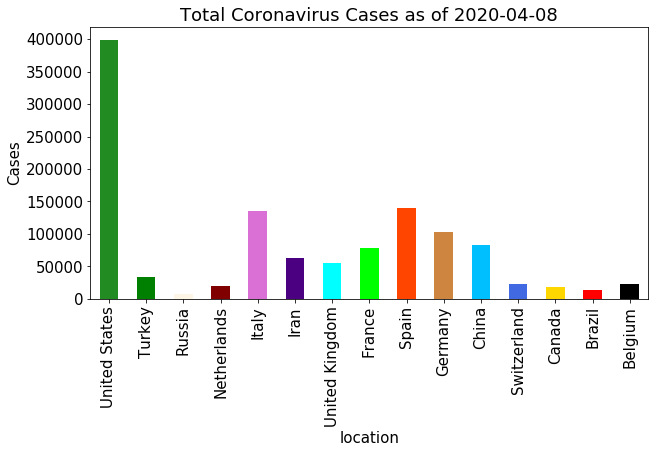 Total Coronavirus Cases as of 2020-04-08
400000
350000
300000
250000
200000
150000
100000
50000
0
Cases
United States
Turkey
Russia
Netherlands
Italy
Iran
United Kingdom
France
Spain
Germany
China
Switzerland
Canada
Brazil
Belgium
location